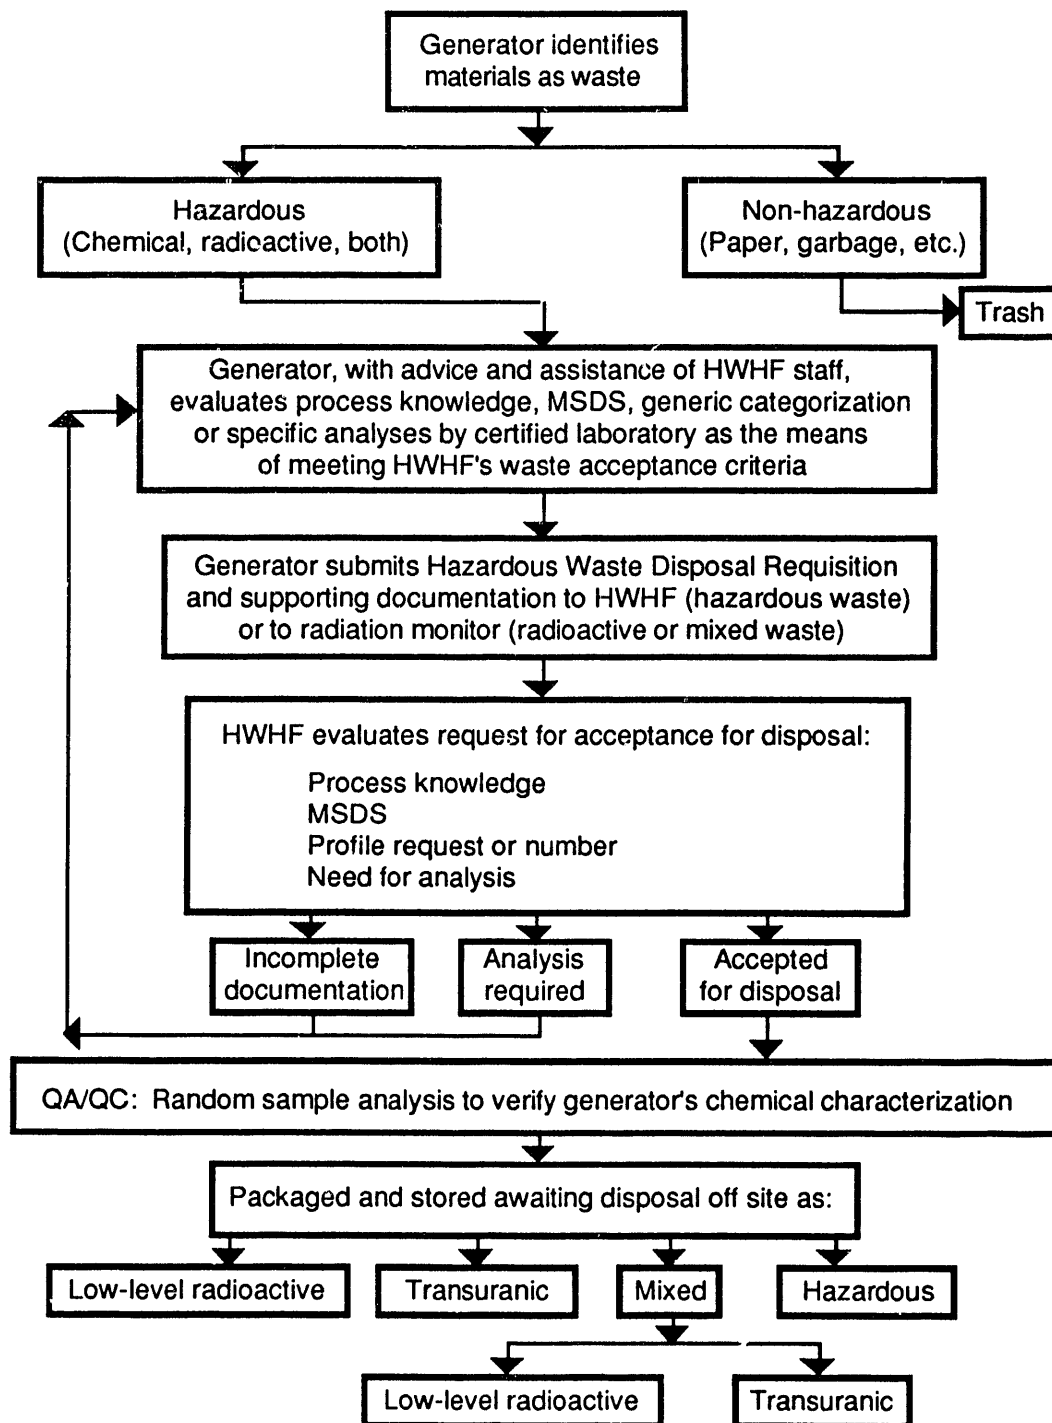 Generator identifies
materials as waste
Hazardous
(Chemical, radioactive, both)
Non-hazardous
(Paper, garbage, etc.)
Trash
Generator, with advice and assistance of HWHF staff,
evaluates process knowledge, MSDS, generic categorization
or specific analyses by certified laboratory as the means
of meeting HWHF's waste acceptance criteria
Generator submits Hazardous Waste Disposal Requisition
and supporting documentation to HWHF (hazardous waste)
or to radiation monitor (radioactive or mixed waste)
HWHF evaluates request for acceptance for disposal:
Process knowledge
MSDS
Profile request or number
Need for analysis
Incomplete
documentation
Analysis
required
Accepted
for disposal
QA/QC: Random sample analysis to verify generator's chemical characterization
Packaged and stored awaiting disposal off site as:
Low-level radioactive
Transuranic
Mixed
Hazardous
Low-level radioactive
Transuranic